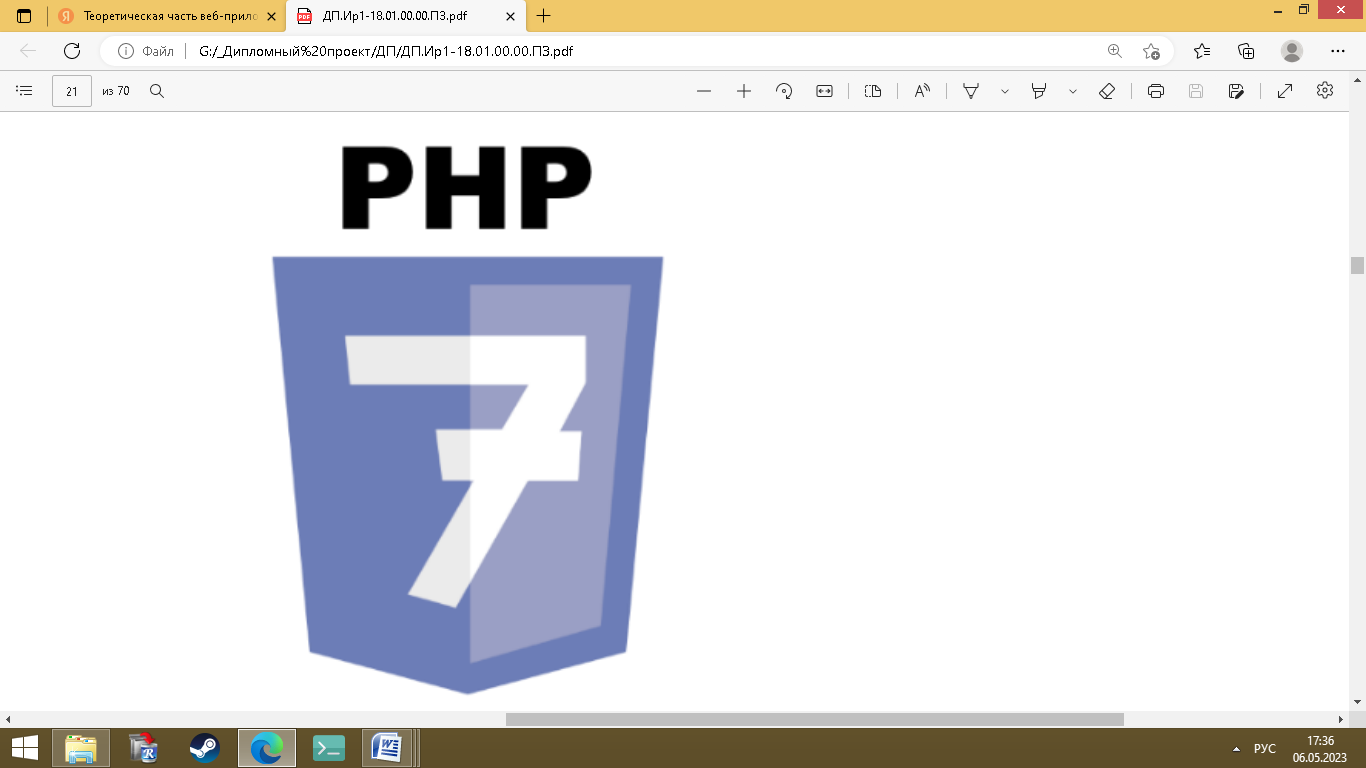 Теоретическая часть веб-прило
ДП.Ир1-18.01.00.00.ПЗ.pdf
Файл
G:/_Дипломный%20проект/ДП/ДП.Ир1-18.01.00.00.ПЗ.pdf
21 из 70
PHP
7
РУС
17:36
06.05.2023